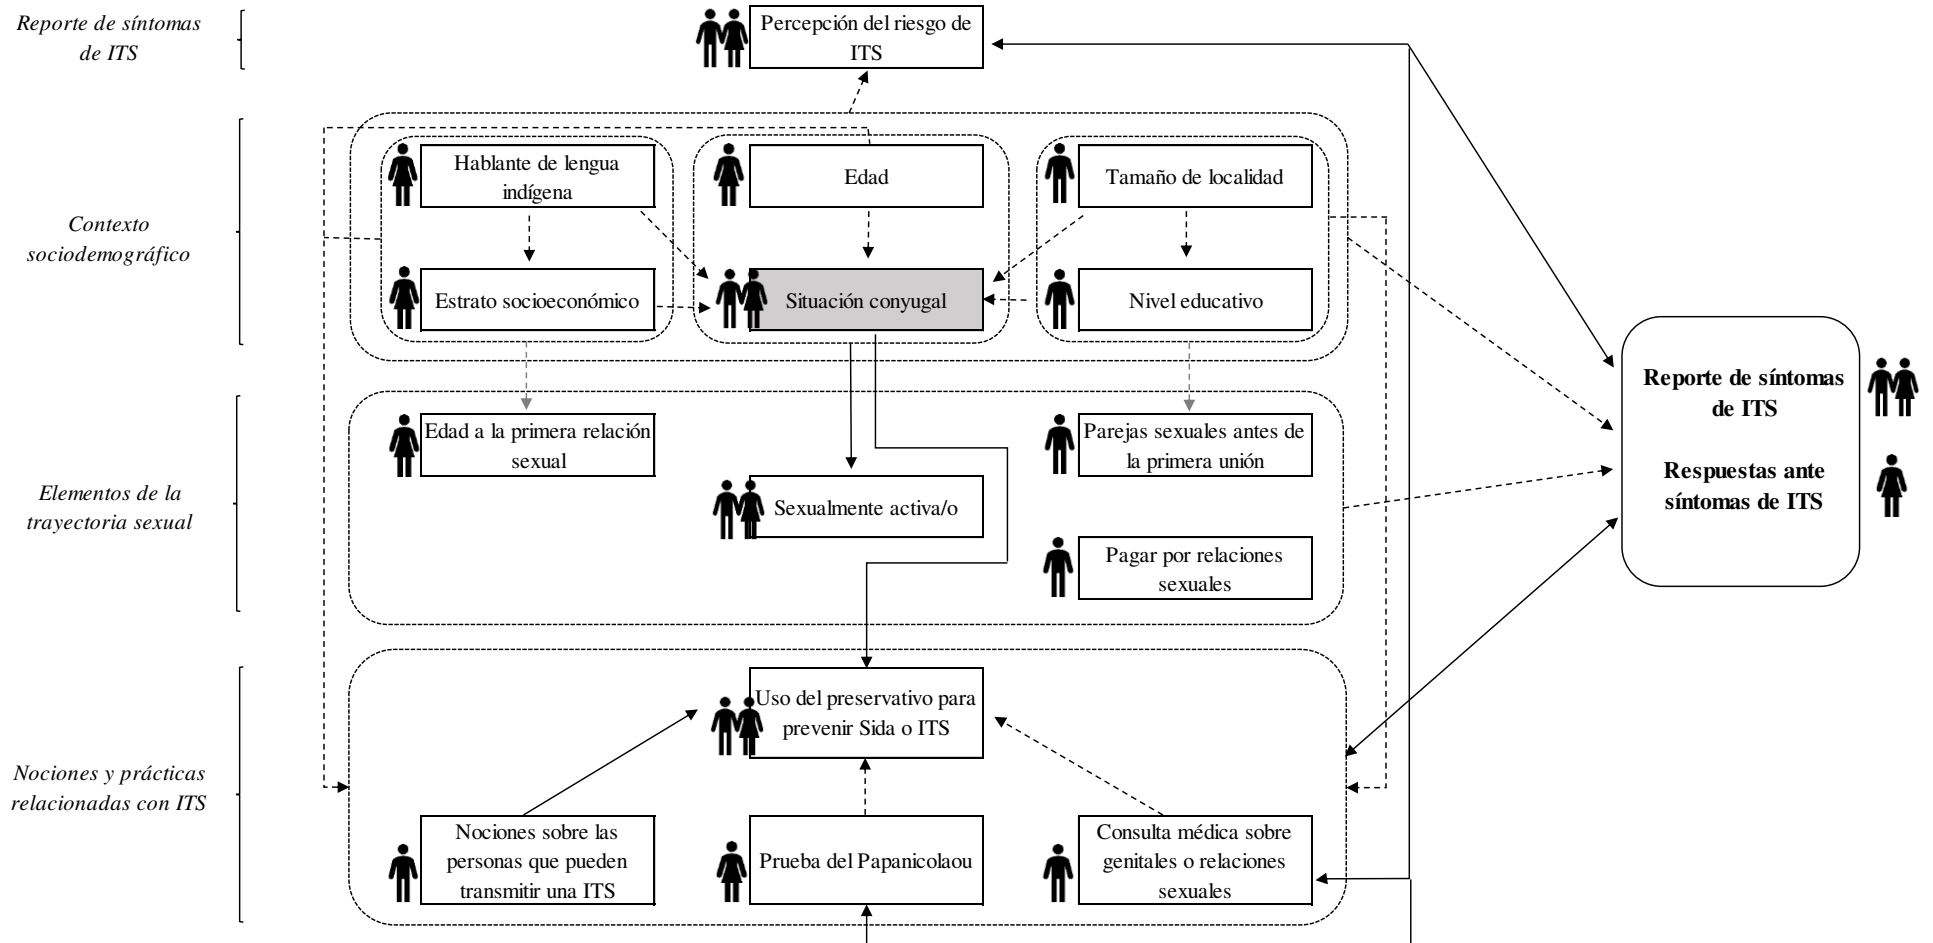 Reporte de síntomas
de ITS
Percepción del riesgo de
ITS
Contexto
sociodemográfico
Hablante de lengua
indígena
Edad
Tamaño de localidad
Estrato socioeconómico
Situación conyugal
Nivel educativo
Elementos de la
trayectoria sexual
Edad a la primera relación
sexual
Sexualmente activa/o
Parejas sexuales antes de
la primera unión
Pagar por relaciones
sexuales
Reporte de síntomas
de ITS
Respuestas ante
síntomas de ITS
Nociones y prácticas
relacionadas con ITS
Uso del preservativo para
prevenir Sida o ITS
Nociones sobre las
personas que pueden
transmitir una ITS
Prueba del Papanicolaou
Consulta médica sobre
genitales o relaciones
sexuales